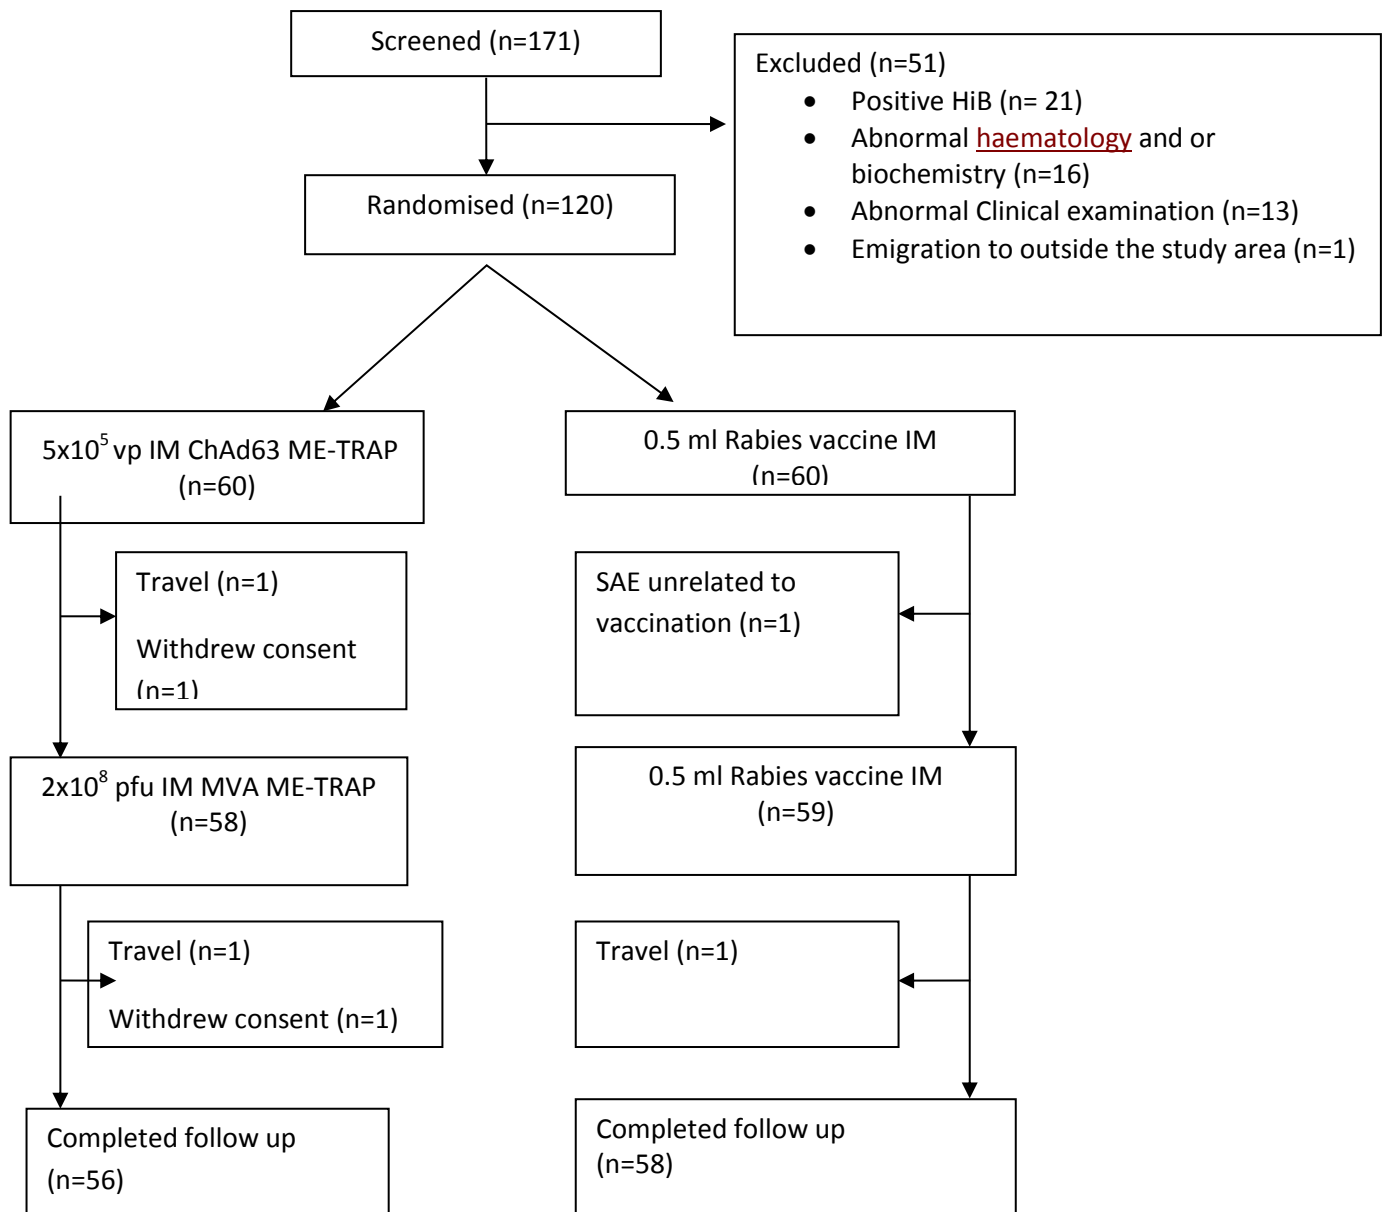 Screened (n=171)
Excluded (n=51)
• Positive HiB (n= 21)
• Abnormal haematology and or
biochemistry (n=16)
• Abnormal Clinical examination (n=13)
• Emigration to outside the study area (n=1)
Randomised (n=120)
5x10⁵ vp IM ChAd63 ME-TRAP
(n=60)
0.5 ml Rabies vaccine IM
(n=60)
Travel (n=1)
Withdrew consent
(n=1)
SAE unrelated to
vaccination (n=1)
2x10⁸ pfu IM MVA ME-TRAP
(n=58)
0.5 ml Rabies vaccine IM
(n=59)
Travel (n=1)
Withdrew consent (n=1)
Travel (n=1)
Completed follow up
(n=56)
Completed follow up
(n=58)